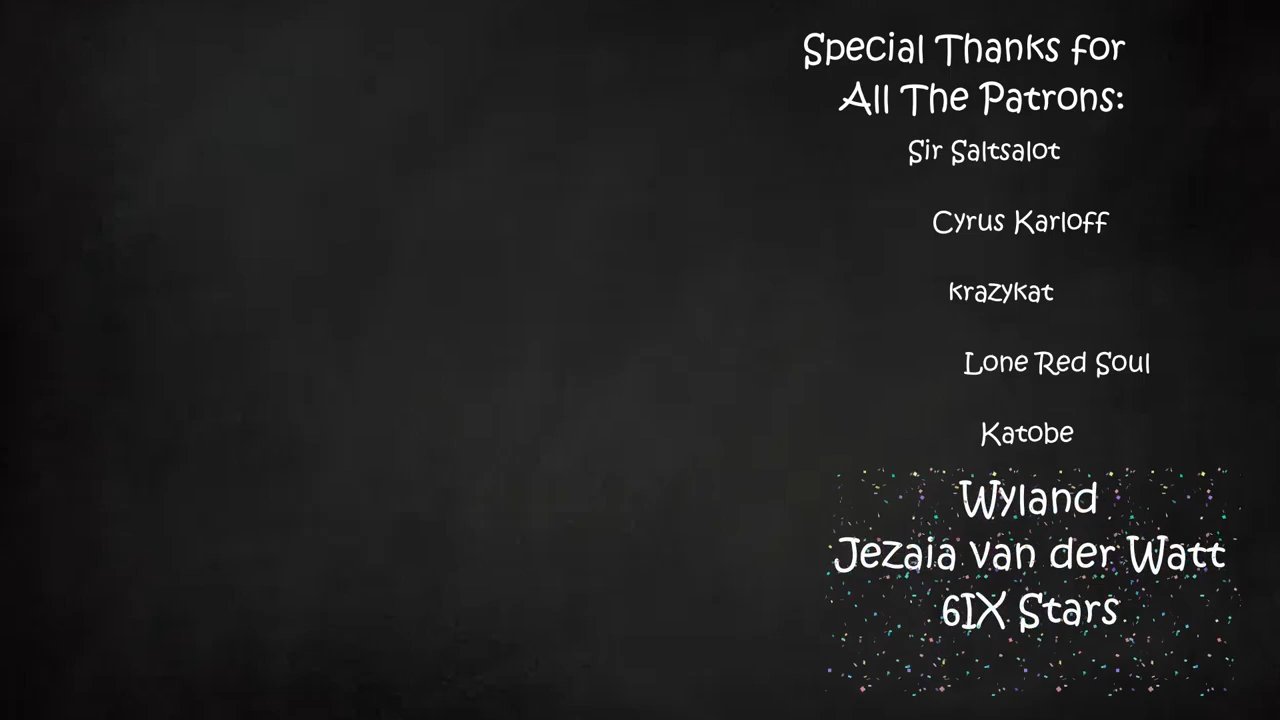 Special Thanks for
All The Patrons:
Sir Saltsalot
Cyrus Karloff
krazykat
Lone Red Soul
Katobe
Wyland
Jezaia van der Watt
6IX Stars